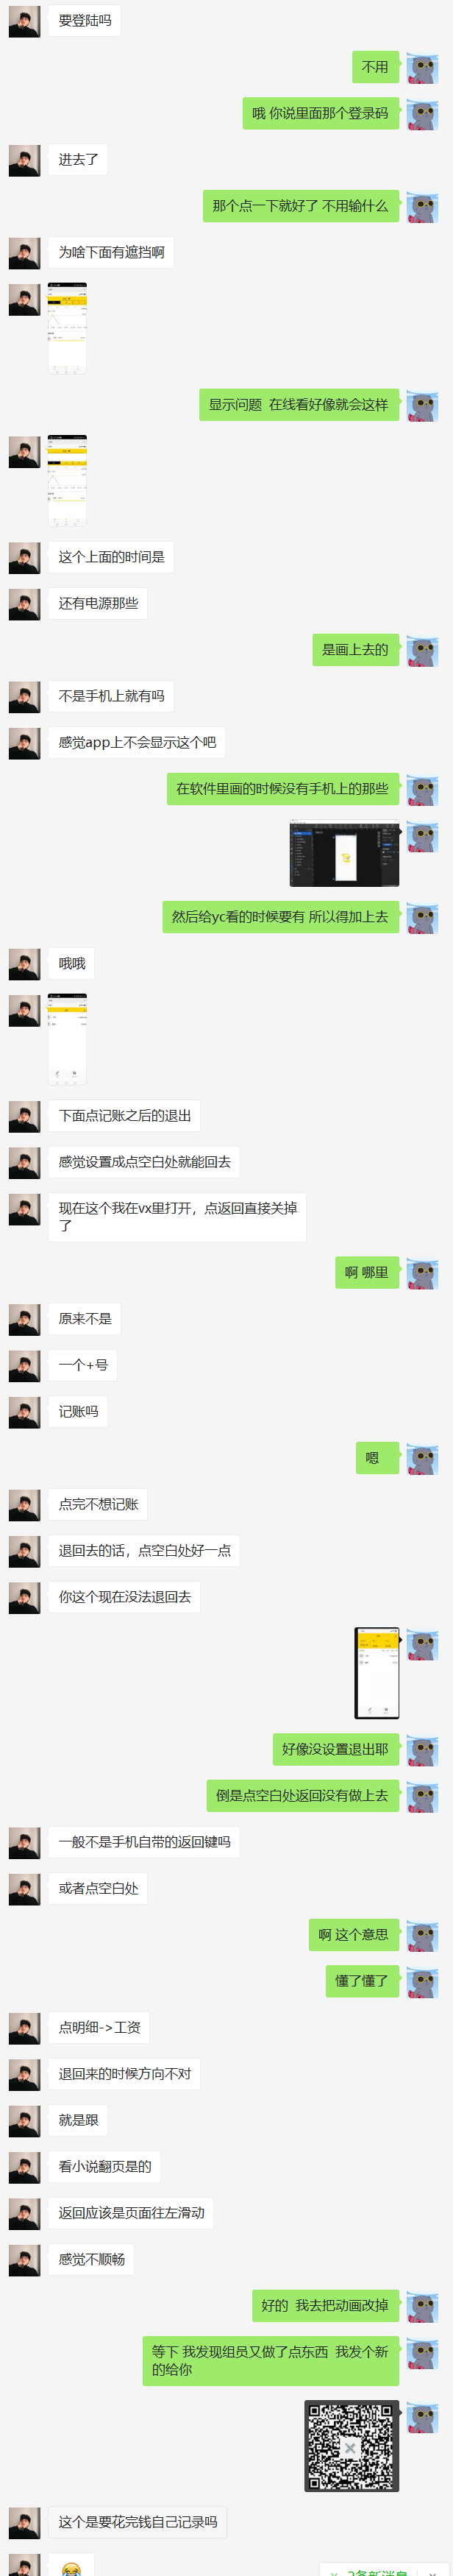 要登陆吗
不用
哦 你说里面那个登录码
进去了
那个点一下就好了 不用输什么
为啥下面有遮挡啊
显示问题 在线看好像就会这样
这个上面的时间是
还有电源那些
是画上去的
不是手机上就有吗
感觉app上不会显示这个吧
在软件里画的时候没有手机上的那些
然后给yc看的时候要有 所以得加上去
哦哦
下面点记账之后的退出
感觉设置成点空白处就能回去
现在这个我在vx里打开，点返回直接关掉
了
啊 哪里
原来不是
一个+号
记账吗
嗯
点完不想记账
退回去的话，点空白处好一点
你这个现在没法退回去
好像没设置退出耶
倒是点空白处返回没有做上去
一般不是手机自带的返回键吗
或者点空白处
啊 这个意思
懂了懂了
点明细->工资
退回来的时候方向不对
就是跟
看小说翻页是的
返回应该是页面往左滑动
感觉不顺畅
好的 我去把动画改掉
等下 我发现组员又做了点东西 我发个新
的给你
这个是要花完钱自己记录吗
2条新消息